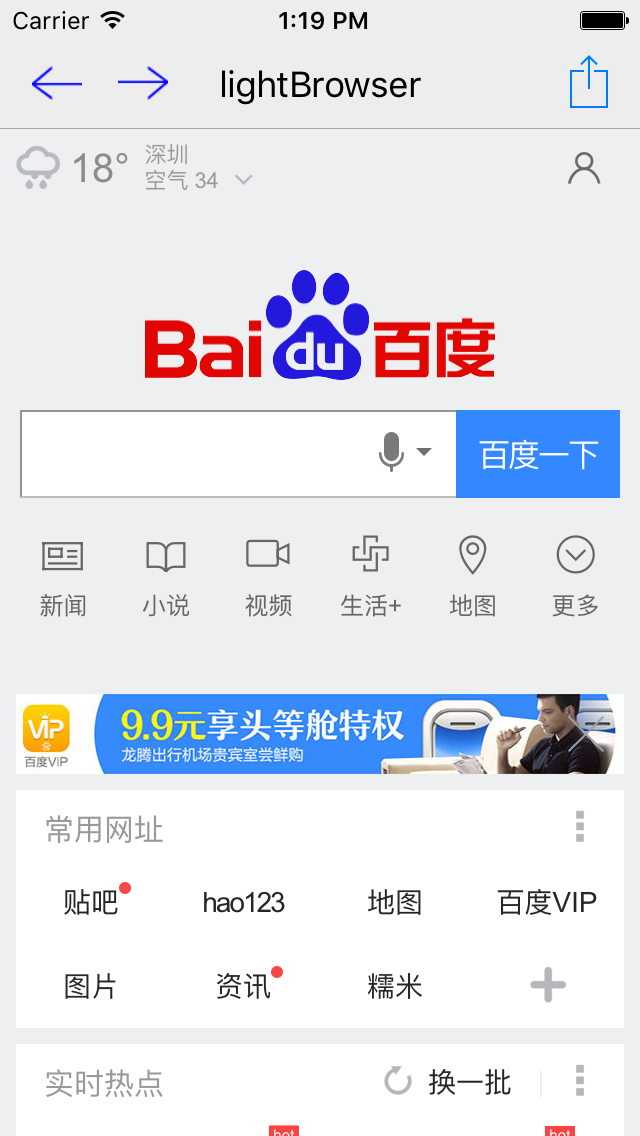 Carrier 1:19 PM
lightBrowser
18° 深圳
空气 34
Bai du 百度
百度一下
新闻 小说 视频 生活+ 地图 更多
VIP 9.9元享头等舱特权
百度VIP 龙腾出行机场贵宾室尝鲜购
常用网址
贴吧 hao123 地图 百度VIP
图片 资讯 糯米
实时热点 换一批
hot hot